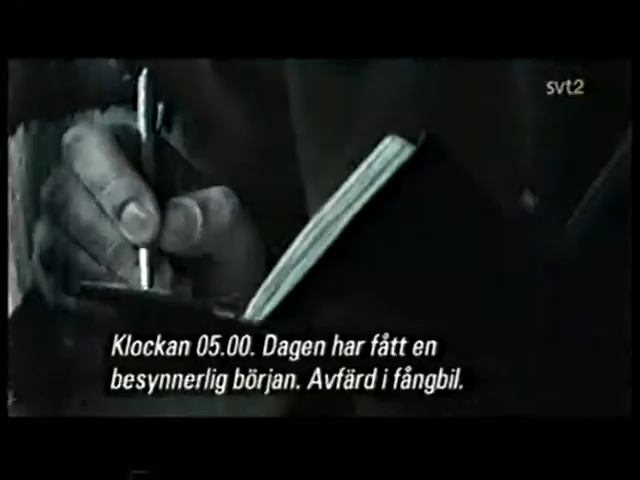 svt2
Klockan 05.00. Dagen har fått en
besynnerlig början. Avfärd i fångbil.